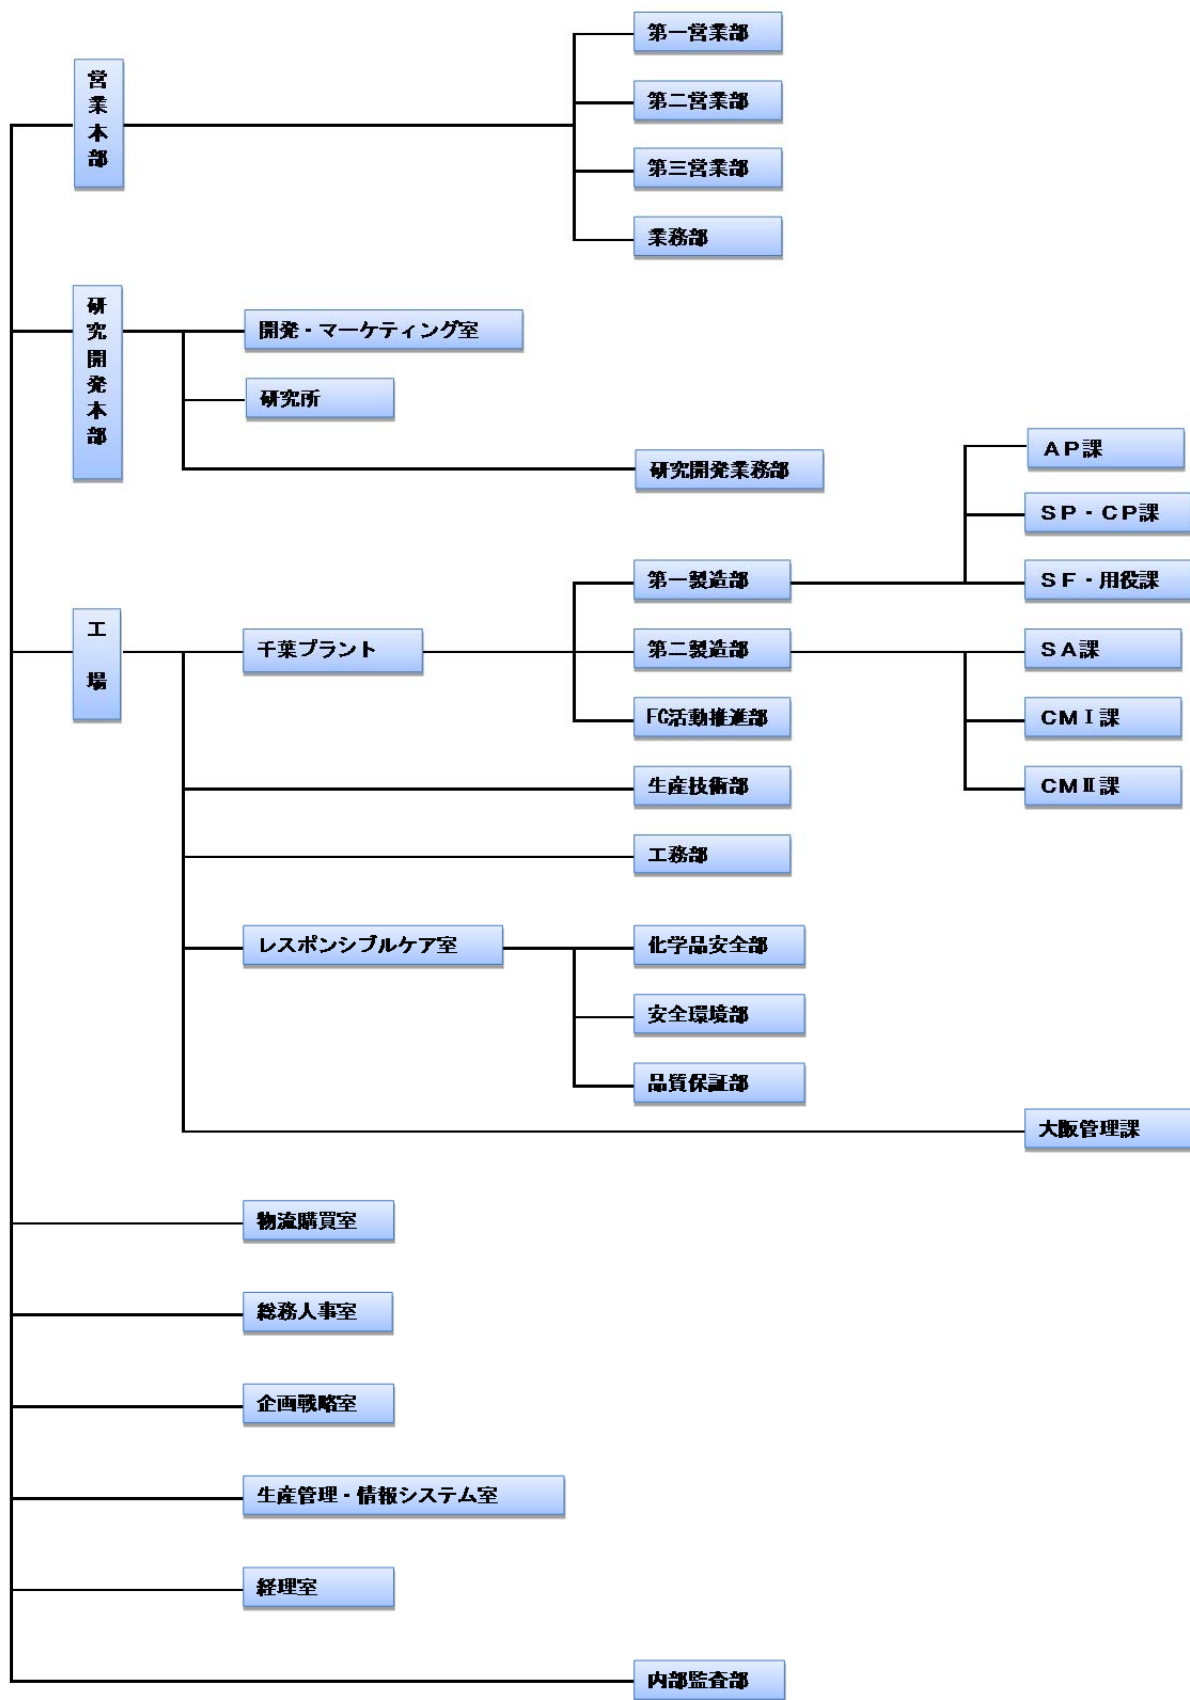 営業本部
第一営業部
第二営業部
第三営業部
業務部
研究開発本部
開発・マーケティング室
研究所
研究開発業務部
工場
千葉プラント
第一製造部
AP課
SP・CP課
SF・用役課
第二製造部
SA課
CMⅠ課
CMⅡ課
FC活動推進部
生産技術部
工務部
レスポンシブルケア室
化学品安全部
安全環境部
品質保証部
大阪管理課
物流購買室
総務人事室
企画戦略室
生産管理・情報システム室
経理室
内部監査部